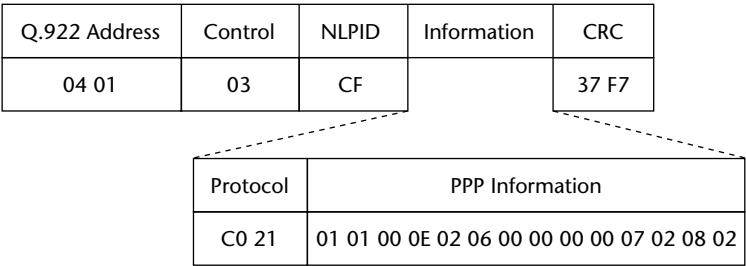 Q.922 Address Control NLPID Information CRC
04 01 03 CF 37 F7
Protocol PPP Information
C0 21 01 01 00 0E 02 06 00 00 00 00 07 02 08 02